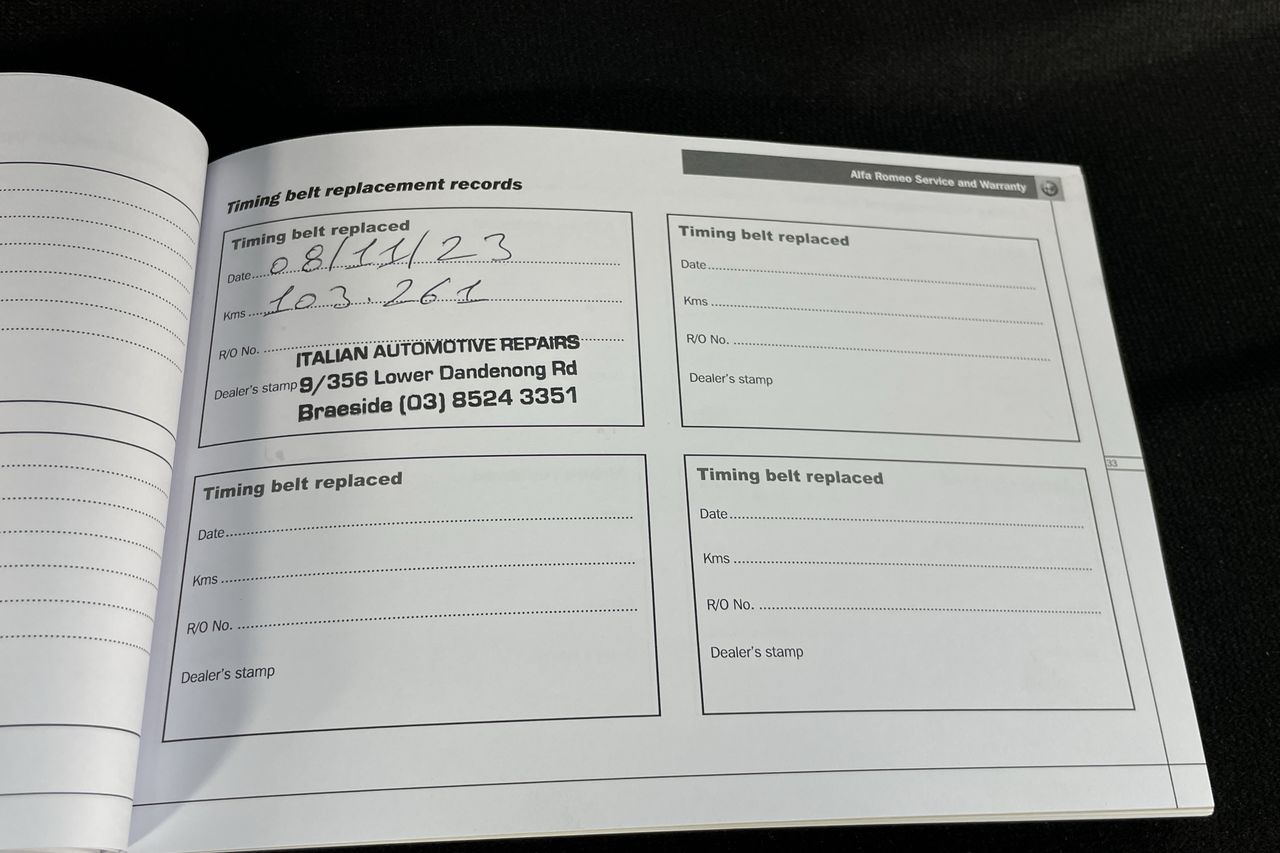 Alfa Romeo Service and Warranty
Timing belt replacement records
Timing belt replaced
Date 08/11/23
Kms 103.261
R/O No.
Dealer's stamp
ITALIAN AUTOMOTIVE REPAIRS
9/356 Lower Dandenong Rd
Braeside (03) 8524 3351
Timing belt replaced
Date
Kms
R/O No.
Dealer's stamp
Timing belt replaced
Date
Kms
R/O No.
Dealer's stamp
Timing belt replaced
Date
Kms
R/O No.
Dealer's stamp
33